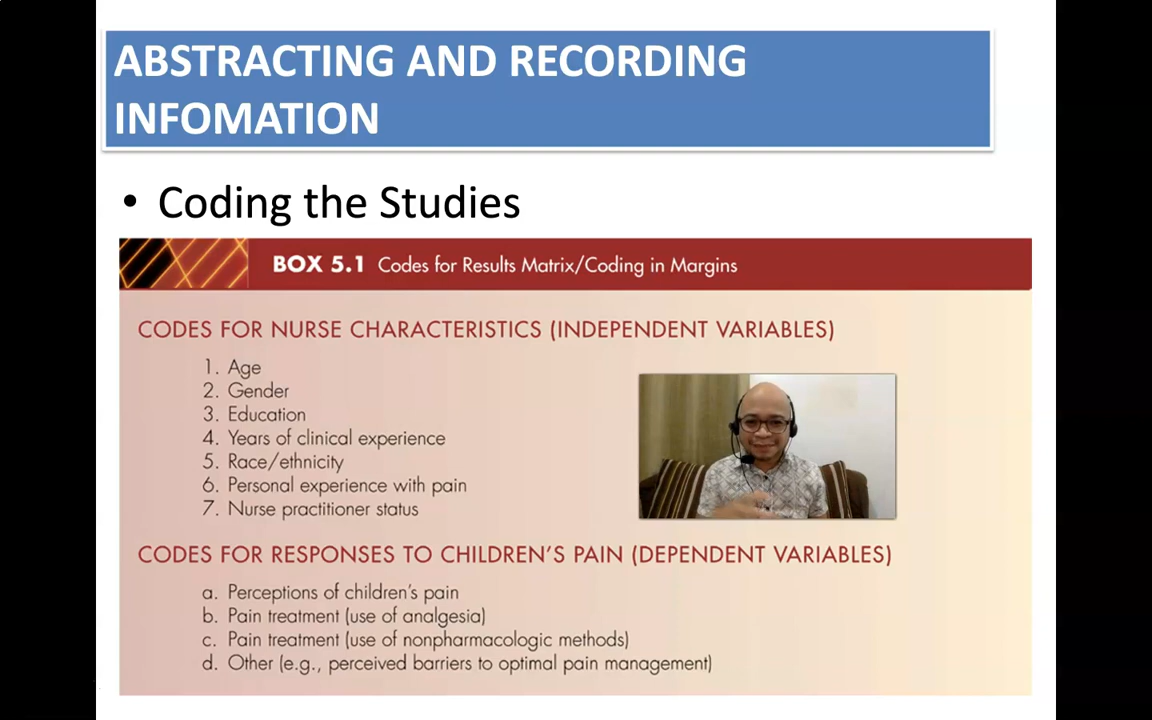 ABSTRACTING AND RECORDING
INFOMATION
• Coding the Studies
BOX 5.1 Codes for Results Matrix/Coding in Margins
CODES FOR NURSE CHARACTERISTICS (INDEPENDENT VARIABLES)
1. Age
2. Gender
3. Education
4. Years of clinical experience
5. Race/ethnicity
6. Personal experience with pain
7. Nurse practitioner status
CODES FOR RESPONSES TO CHILDREN'S PAIN (DEPENDENT VARIABLES)
a. Perceptions of children's pain
b. Pain treatment (use of analgesia)
c. Pain treatment (use of nonpharmacologic methods)
d. Other (e.g., perceived barriers to optimal pain management)